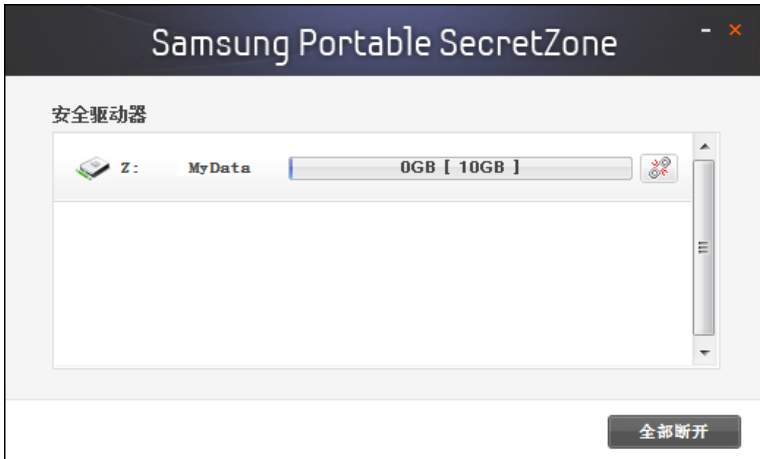 Samsung Portable SecretZone
安全驱动器
Z: MyData 0GB [ 10GB ]
全部断开